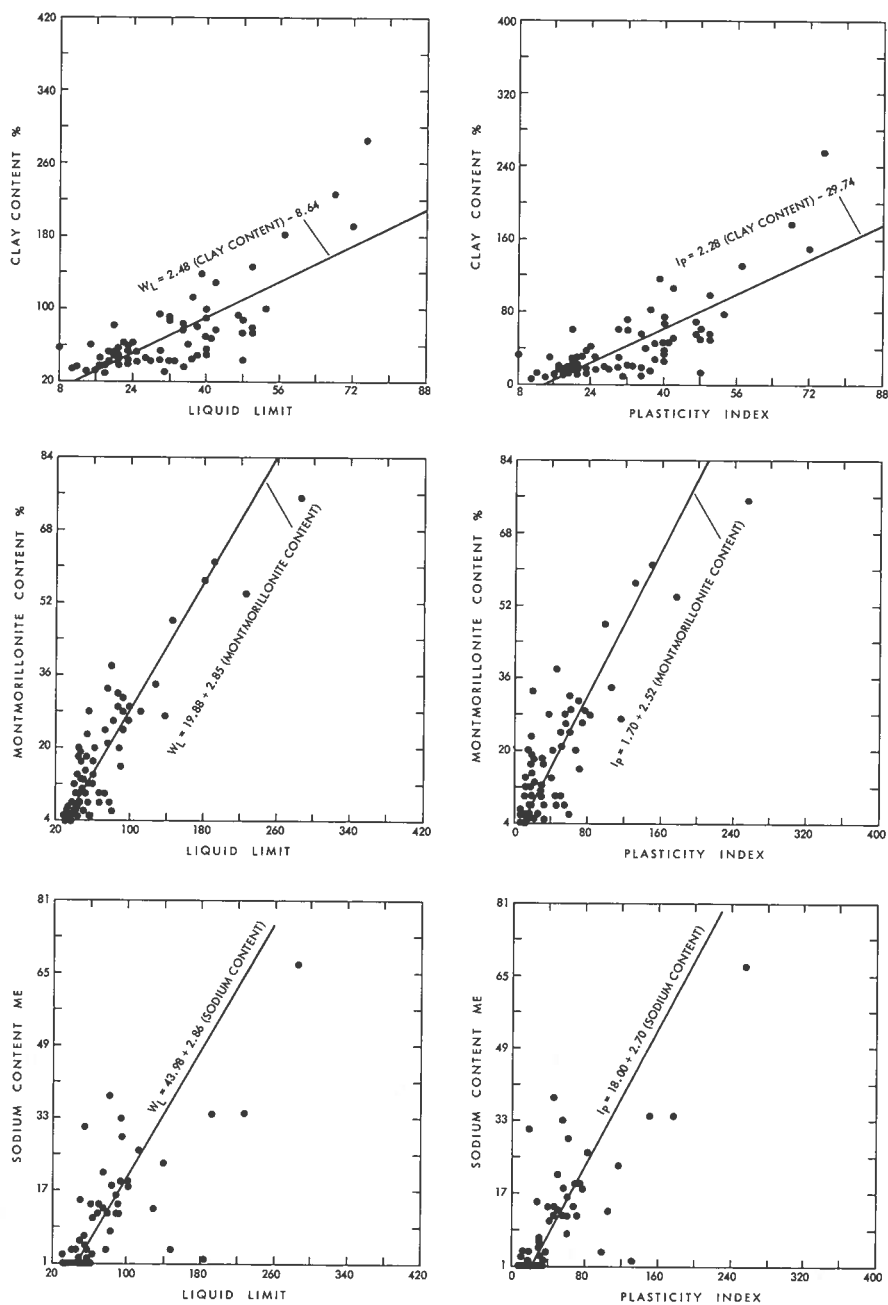 420
340
260
180
100
20
CLAY CONTENT %
W_L = 2.48 (CLAY CONTENT) - 8.64
8 24 40 56 72 88
LIQUID LIMIT
400
360
240
160
80
0
CLAY CONTENT %
I_P = 2.28 (CLAY CONTENT) - 29.74
8 24 40 56 72 88
PLASTICITY INDEX
84
68
52
36
20
4
MONTMORILLONITE CONTENT %
W_L = 19.88 + 2.85 (MONTMORILLONITE CONTENT)
20 100 180 260 340 420
LIQUID LIMIT
84
68
52
36
20
4
MONTMORILLONITE CONTENT %
I_P = 1.70 + 2.52 (MONTMORILLONITE CONTENT)
0 80 160 240 320 400
PLASTICITY INDEX
81
65
49
33
17
1
SODIUM CONTENT ME
W_L = 43.98 + 2.86 (SODIUM CONTENT)
20 100 180 260 340 420
LIQUID LIMIT
81
65
49
33
17
1
SODIUM CONTENT ME
I_P = 18.00 + 2.70 (SODIUM CONTENT)
0 80 160 240 320 400
PLASTICITY INDEX